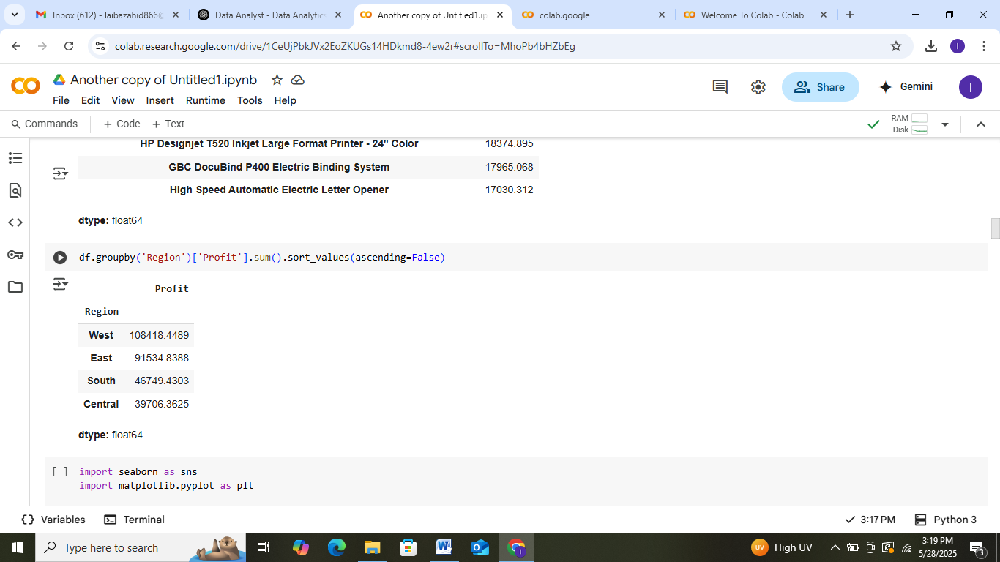 Inbox (612) - laibazahid866@
Data Analyst - Data Analytics
Another copy of Untitled1.ip
colab.google
Welcome To Colab - Colab
colab.research.google.com/drive/1CeUjPbkJVx2EoZKUGs14HDkmd8-4ew2r#scrollTo=MhoPb4bHZbEg
I
Another copy of Untitled1.ipynb
File Edit View Insert Runtime Tools Help
Share
Gemini
I
Commands
+ Code + Text
RAM
Disk
HP Designjet T520 Inkjet Large Format Printer - 24" Color 18374.895
GBC DocuBind P400 Electric Binding System 17965.068
High Speed Automatic Electric Letter Opener 17030.312
dtype: float64
df.groupby('Region')['Profit'].sum().sort_values(ascending=False)
Profit
Region
West 108418.4489
East 91534.8388
South 46749.4303
Central 39706.3625
dtype: float64
[ ] import seaborn as sns
import matplotlib.pyplot as plt
Variables
Terminal
3:17 PM
Python 3
Type here to search
UV
High UV
3:19 PM
5/28/2025
3